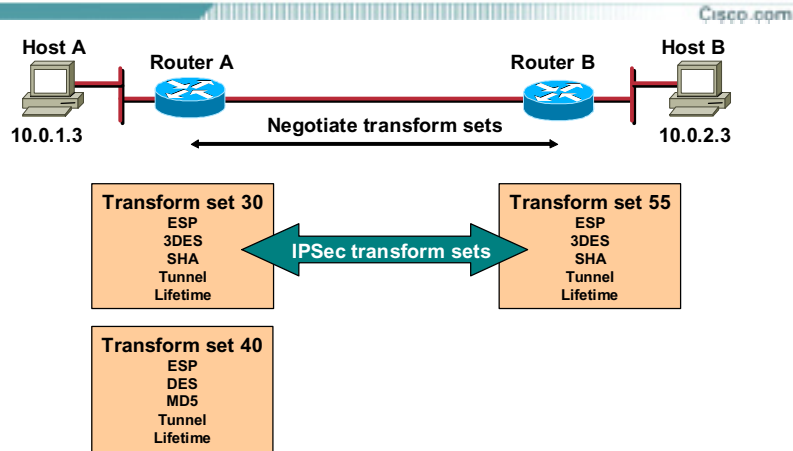 Cisco.com
Host A
Router A
Router B
Host B
10.0.1.3
Negotiate transform sets
10.0.2.3
Transform set 30
ESP
3DES
SHA
Tunnel
Lifetime
IPSec transform sets
Transform set 55
ESP
3DES
SHA
Tunnel
Lifetime
Transform set 40
ESP
DES
MD5
Tunnel
Lifetime